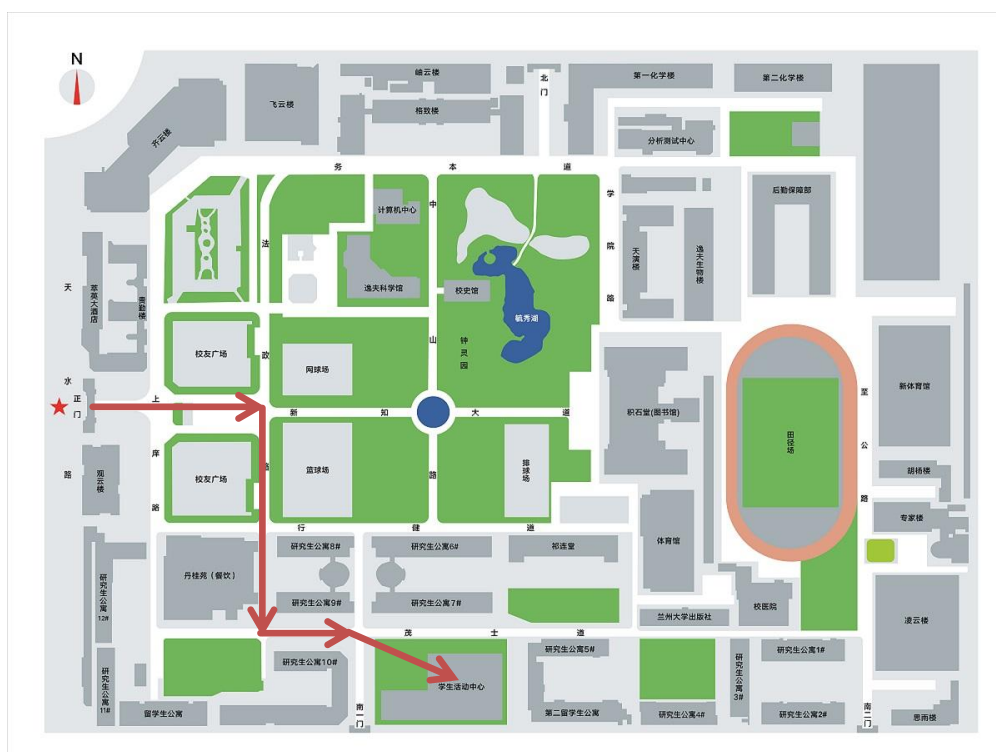 N
岫云楼
第一化学楼
第二化学楼
北门
飞云楼
格致楼
齐云楼
分析测试中心
务本道
学院路
后勤保障部
中山路
计算机中心
法政路
天演楼
逸夫生物楼
逸夫科学馆
校史馆
毓秀湖
萃英大酒店
天水路
校友广场
网球场
钟灵园
新体育馆
至公路
正门
上庠路
新知大道
积石堂(图书馆)
田径场
观云楼
校友广场
篮球场
排球场
胡杨楼
行健道
体育馆
专家楼
研究生公寓8#
研究生公寓6#
祁连堂
丹桂苑（餐饮）
研究生公寓12#
研究生公寓9#
研究生公寓7#
校医院
兰州大学出版社
凌云楼
茂士道
研究生公寓5#
研究生公寓1#
研究生公寓10#
学生活动中心
研究生公寓3#
研究生公寓11#
留学生公寓
南一门
第二留学生公寓
研究生公寓4#
研究生公寓2#
南二门
思雨楼